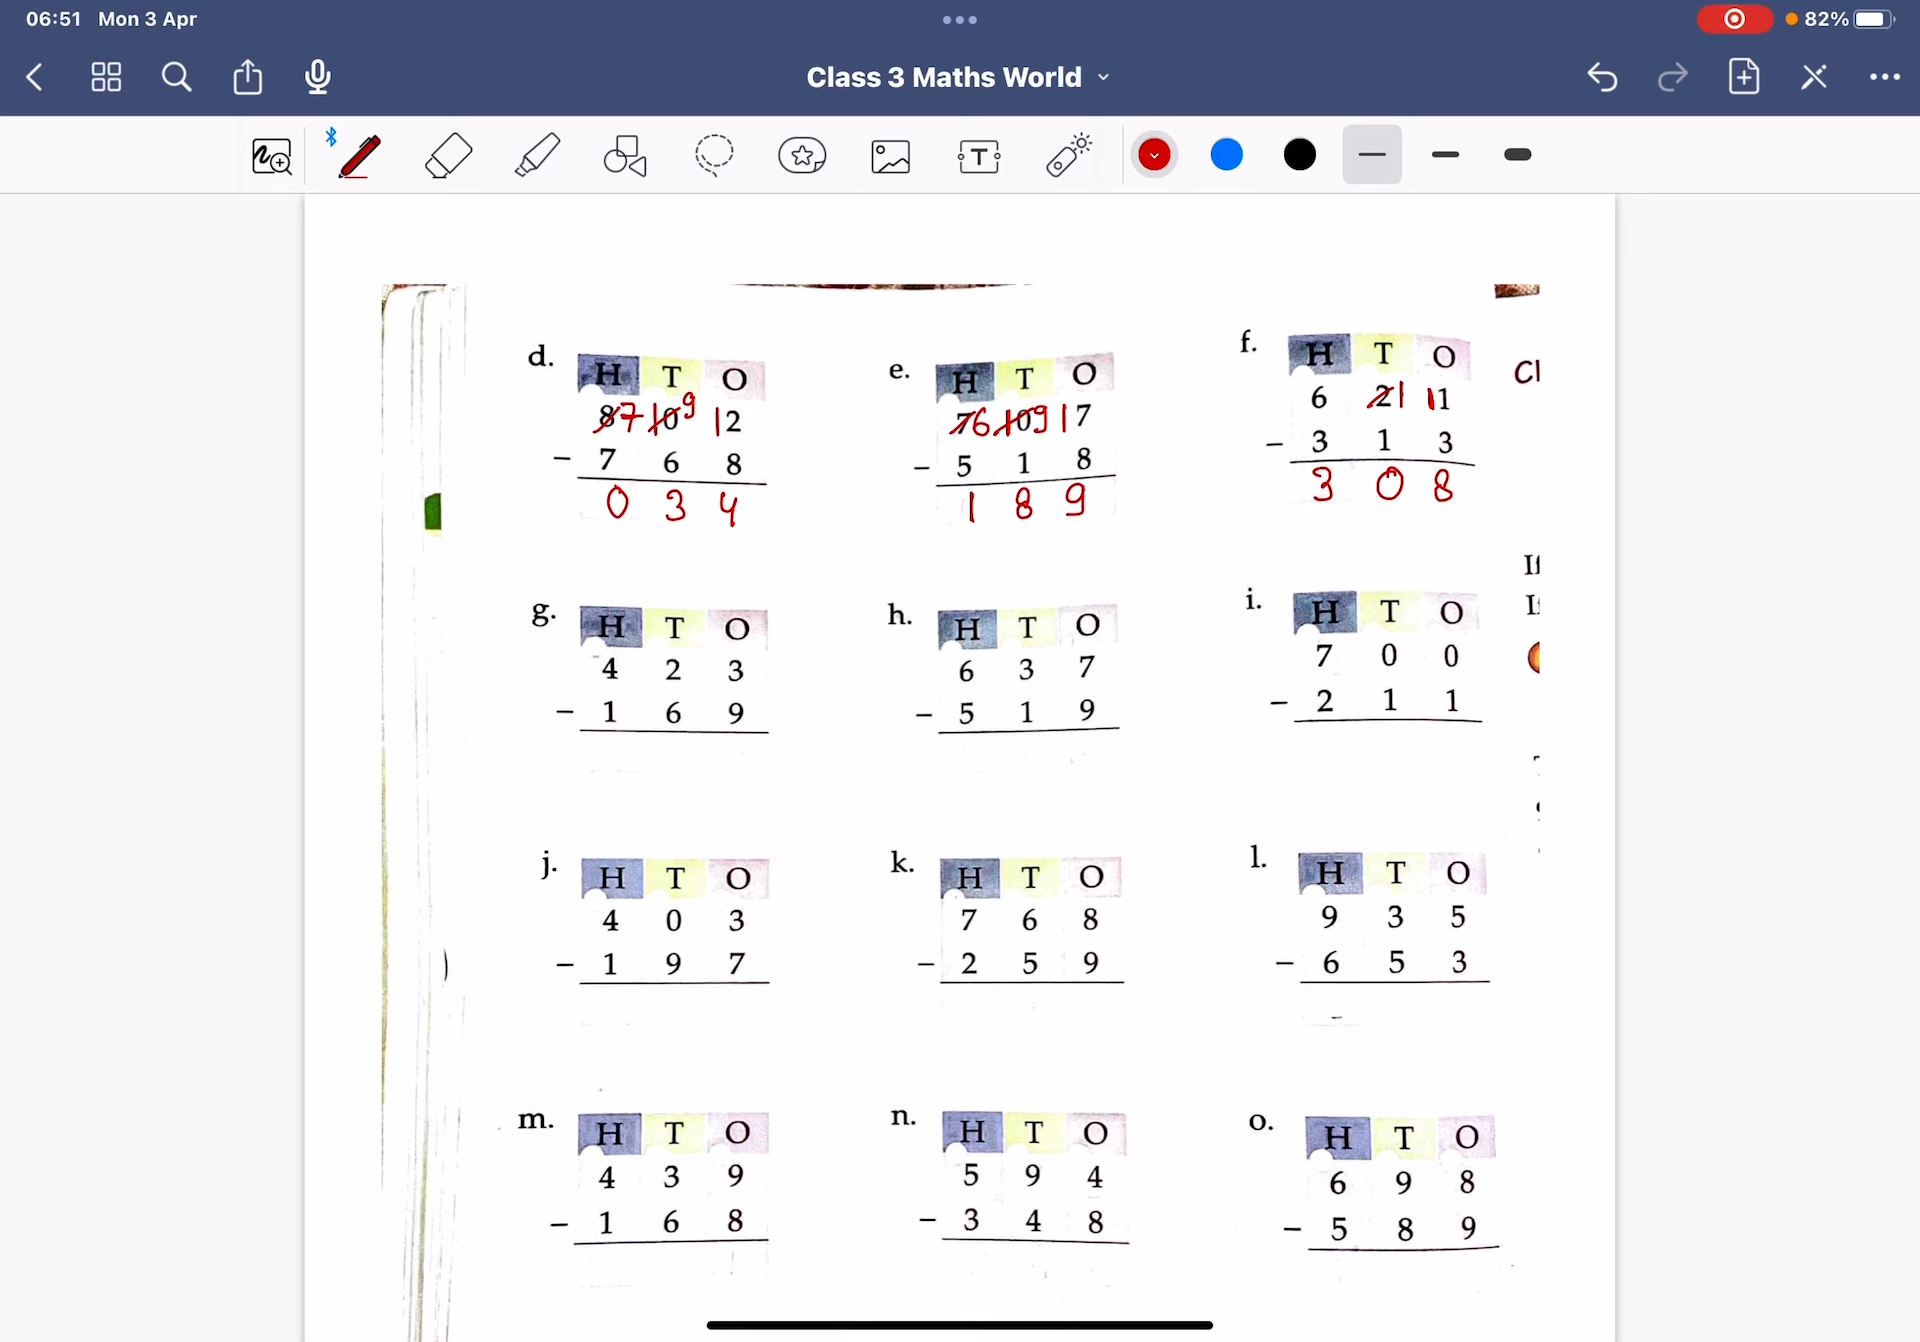 06:51 Mon 3 Apr
82%
Class 3 Maths World
T
d. H T O
8 7 10 9 12
- 7 6 8
0 3 4
e. H T O
7 6 10 9 17
- 5 1 8
1 8 9
f. H T O
6 2 1 11
- 3 1 3
3 0 8
Cl
g. H T O
4 2 3
- 1 6 9
h. H T O
6 3 7
- 5 1 9
i. H T O
7 0 0
- 2 1 1
If
j. H T O
4 0 3
- 1 9 7
k. H T O
7 6 8
- 2 5 9
l. H T O
9 3 5
- 6 5 3
m. H T O
4 3 9
- 1 6 8
n. H T O
5 9 4
- 3 4 8
o. H T O
6 9 8
- 5 8 9